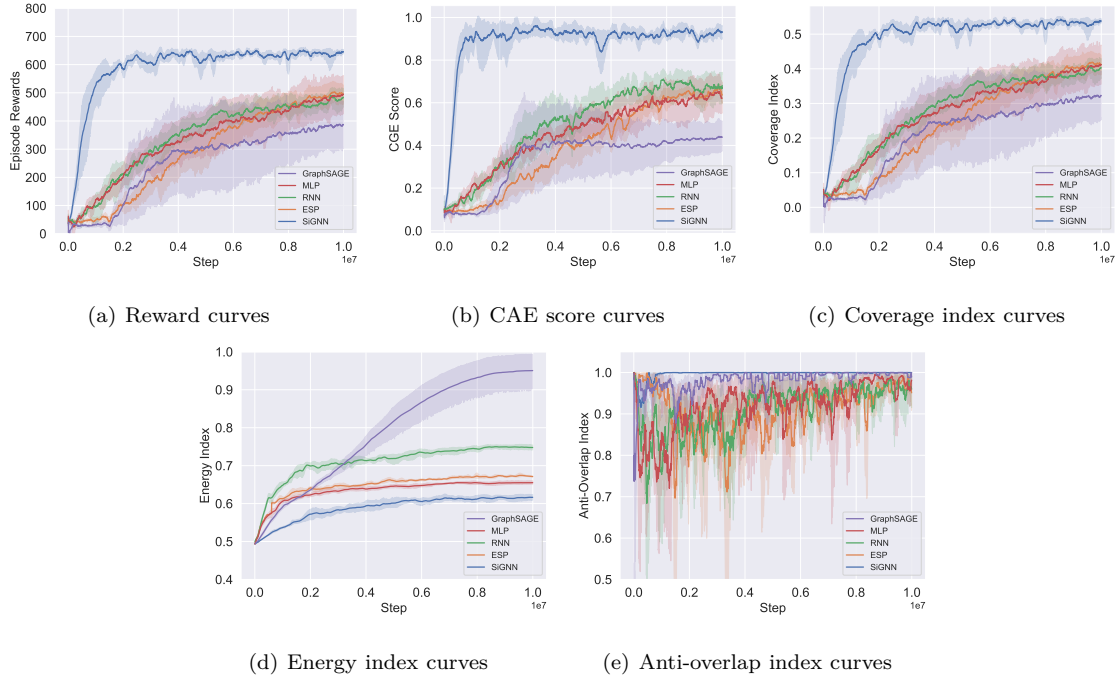 800
700
600
500
400
300
200
100
0
Episode Rewards
0.0 0.2 0.4 0.6 0.8 1.0
Step
1e7
GraphSAGE
MLP
RNN
ESP
SiGNN
(a) Reward curves
1.0
0.8
0.6
0.4
0.2
0.0
CGE Score
0.0 0.2 0.4 0.6 0.8 1.0
Step
1e7
GraphSAGE
MLP
RNN
ESP
SiGNN
(b) CAE score curves
0.5
0.4
0.3
0.2
0.1
0.0
Coverage Index
0.0 0.2 0.4 0.6 0.8 1.0
Step
1e7
GraphSAGE
MLP
RNN
ESP
SiGNN
(c) Coverage index curves
1.0
0.9
0.8
0.7
0.6
0.5
0.4
Energy Index
0.0 0.2 0.4 0.6 0.8 1.0
Step
1e7
GraphSAGE
MLP
RNN
ESP
SiGNN
(d) Energy index curves
1.0
0.9
0.8
0.7
0.6
0.5
Anti-Overlap Index
0.0 0.2 0.4 0.6 0.8 1.0
Step
1e7
GraphSAGE
MLP
RNN
ESP
SiGNN
(e) Anti-overlap index curves